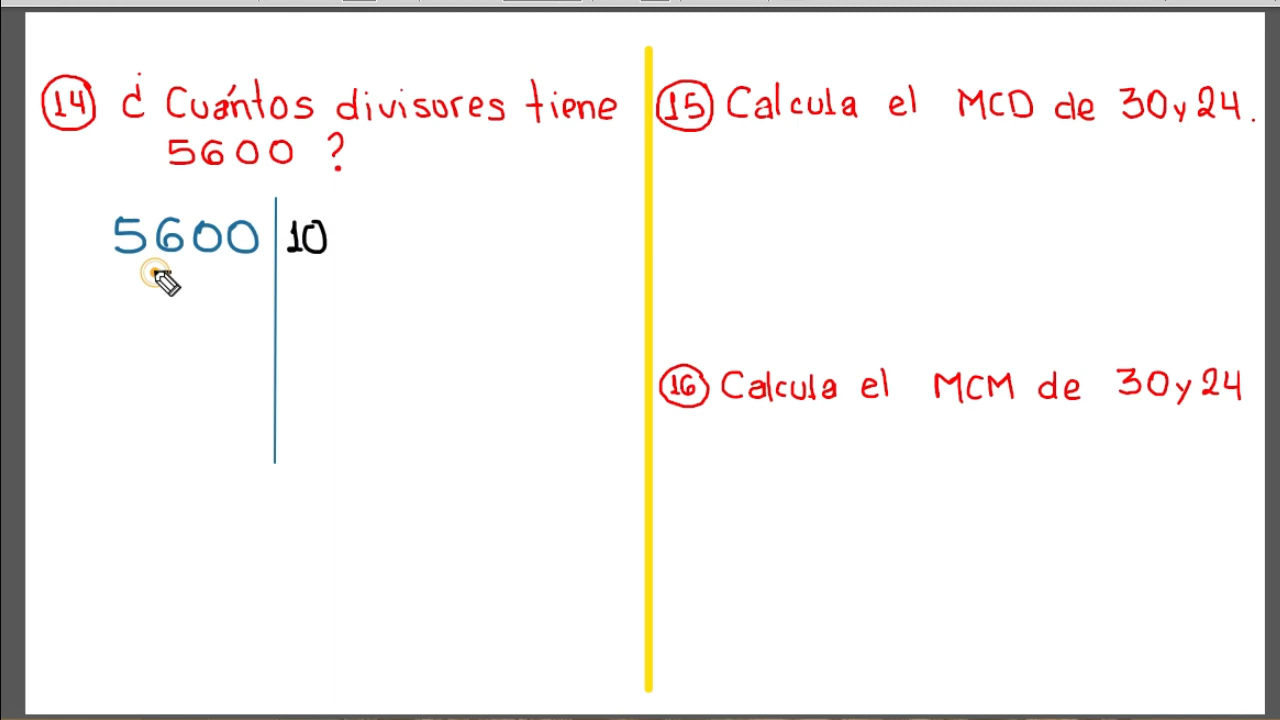 14 ¿Cuántos divisores tiene
5600 ?
5600 10
15 Calcula el MCD de 30 y 24.
16 Calcula el MCM de 30 y 24